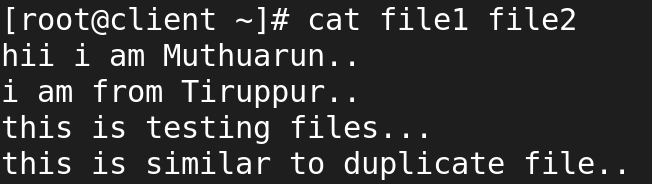 [root@client ~]# cat file1 file2
hii i am Muthuarun..
i am from Tiruppur..
this is testing files...
this is similar to duplicate file..